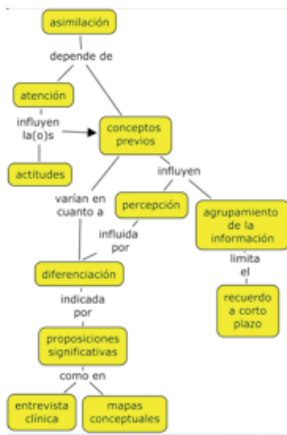 asimilación
depende de
atención
influyen
la(o)s
conceptos
previos
actitudes
influyen
varían en
cuanto a
percepción
agrupamiento
de la
información
influida
por
limita
el
diferenciación
recuerdo
a corto
plazo
indicada
por
proposiciones
significativas
como en
entrevista
clínica
mapas
conceptuales